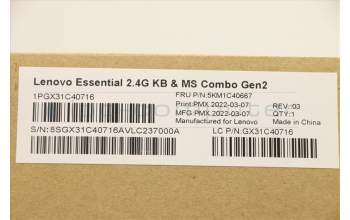 Lenovo Essential 2.4G KB & MS Combo Gen2
1PGX31C40716
FRU P/N:5KM1C40667
Print:PMX 2022-03-07
REV.:03
MFG:PMX 2022-03-07
QTY:1
Manufactured for Lenovo
Made in China
S/N:8SGX31C40716AVLC237000A
LC P/N:GX31C40716